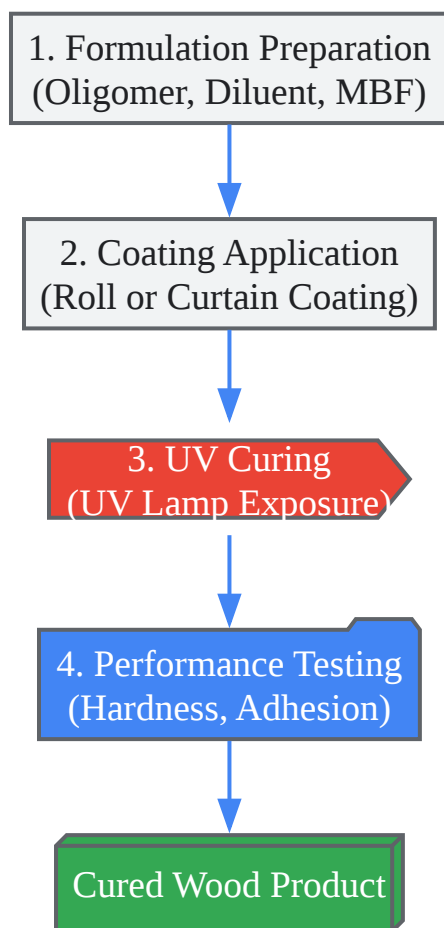 1. Formulation Preparation
(Oligomer, Diluent, MBF)
2. Coating Application
(Roll or Curtain Coating)
3. UV Curing
(UV Lamp Exposure)
4. Performance Testing
(Hardness, Adhesion)
Cured Wood Product